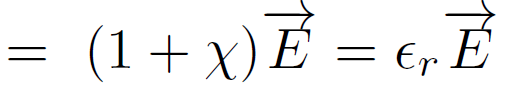 = (1 + χ)E⃗ = ϵᵣE⃗